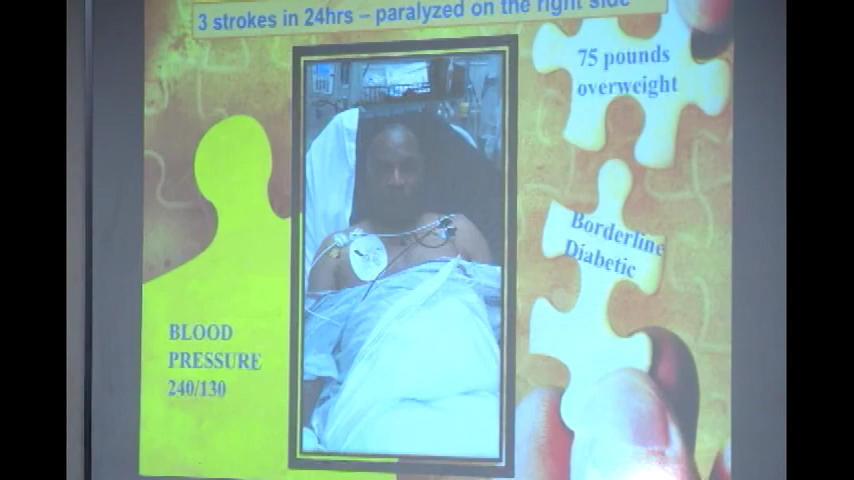 3 strokes in 24hrs – paralyzed on the right side
75 pounds
overweight
Borderline
Diabetic
BLOOD
PRESSURE
240/130